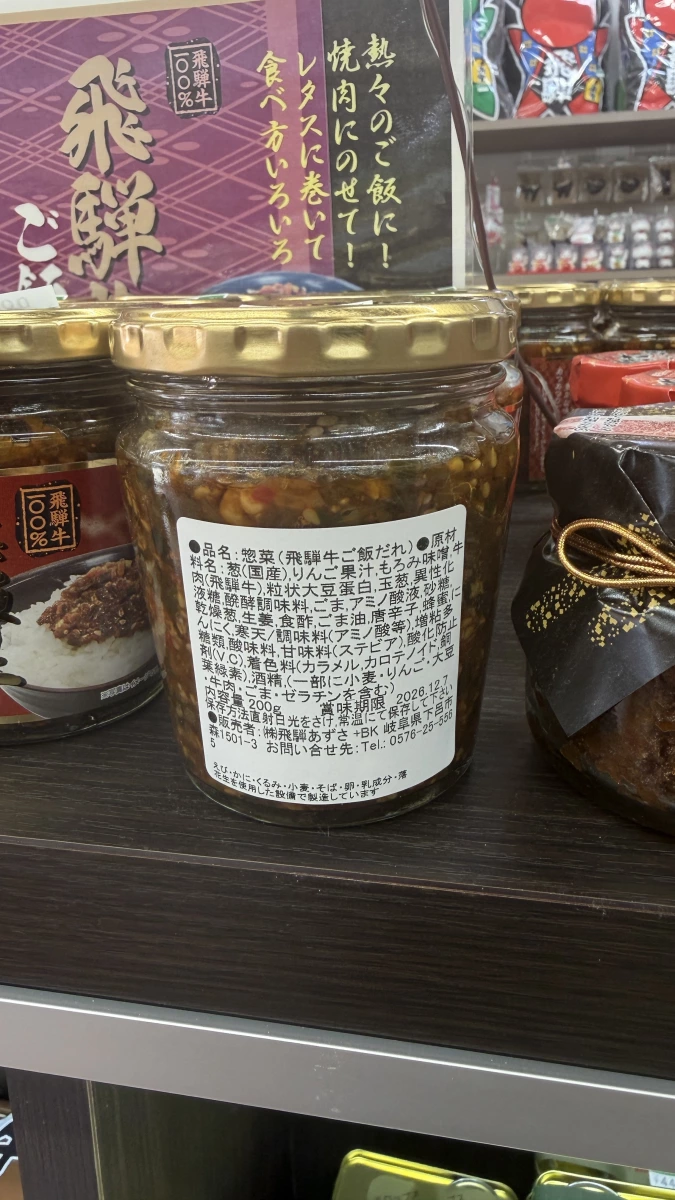 飛騨牛
一〇〇%
飛騨
ご飯
熱々のご飯に!
焼肉にのせて!
レタスに巻いて
食べ方いろいろ
飛騨牛
一〇〇%
●品名:惣菜(飛騨牛ご飯だれ)●原材
料名:葱(国産),りんご果汁,もろみ味噌,牛
肉(飛騨牛),粒状大豆蛋白,玉葱,異性化
液糖,醗酵調味料,ごま,アミノ酸液,砂糖,
乾燥葱,生姜,食酢,ごま油,唐辛子,蜂蜜,に
んにく,寒天/調味料(アミノ酸等),増粘多
糖類,酸味料,甘味料(ステビア),酸化防止
剤(V.C),着色料(カラメル,カロテノイド,銅
葉緑素),酒精,(一部に小麦・りんご・大豆
・牛肉・ごま・ゼラチンを含む)
内容量 200g 賞味期限 2026.12.7
保存方法直射日光をさけ,常温にて保存して下さい
●販売者:㈱飛騨あずさ +BK 岐阜県下呂市
森1501-3 お問い合せ先:Tel.: 0576-25-356
5
えび・かに・くるみ・小麦・そば・卵・乳成分・落
花生を使用した設備で製造しています